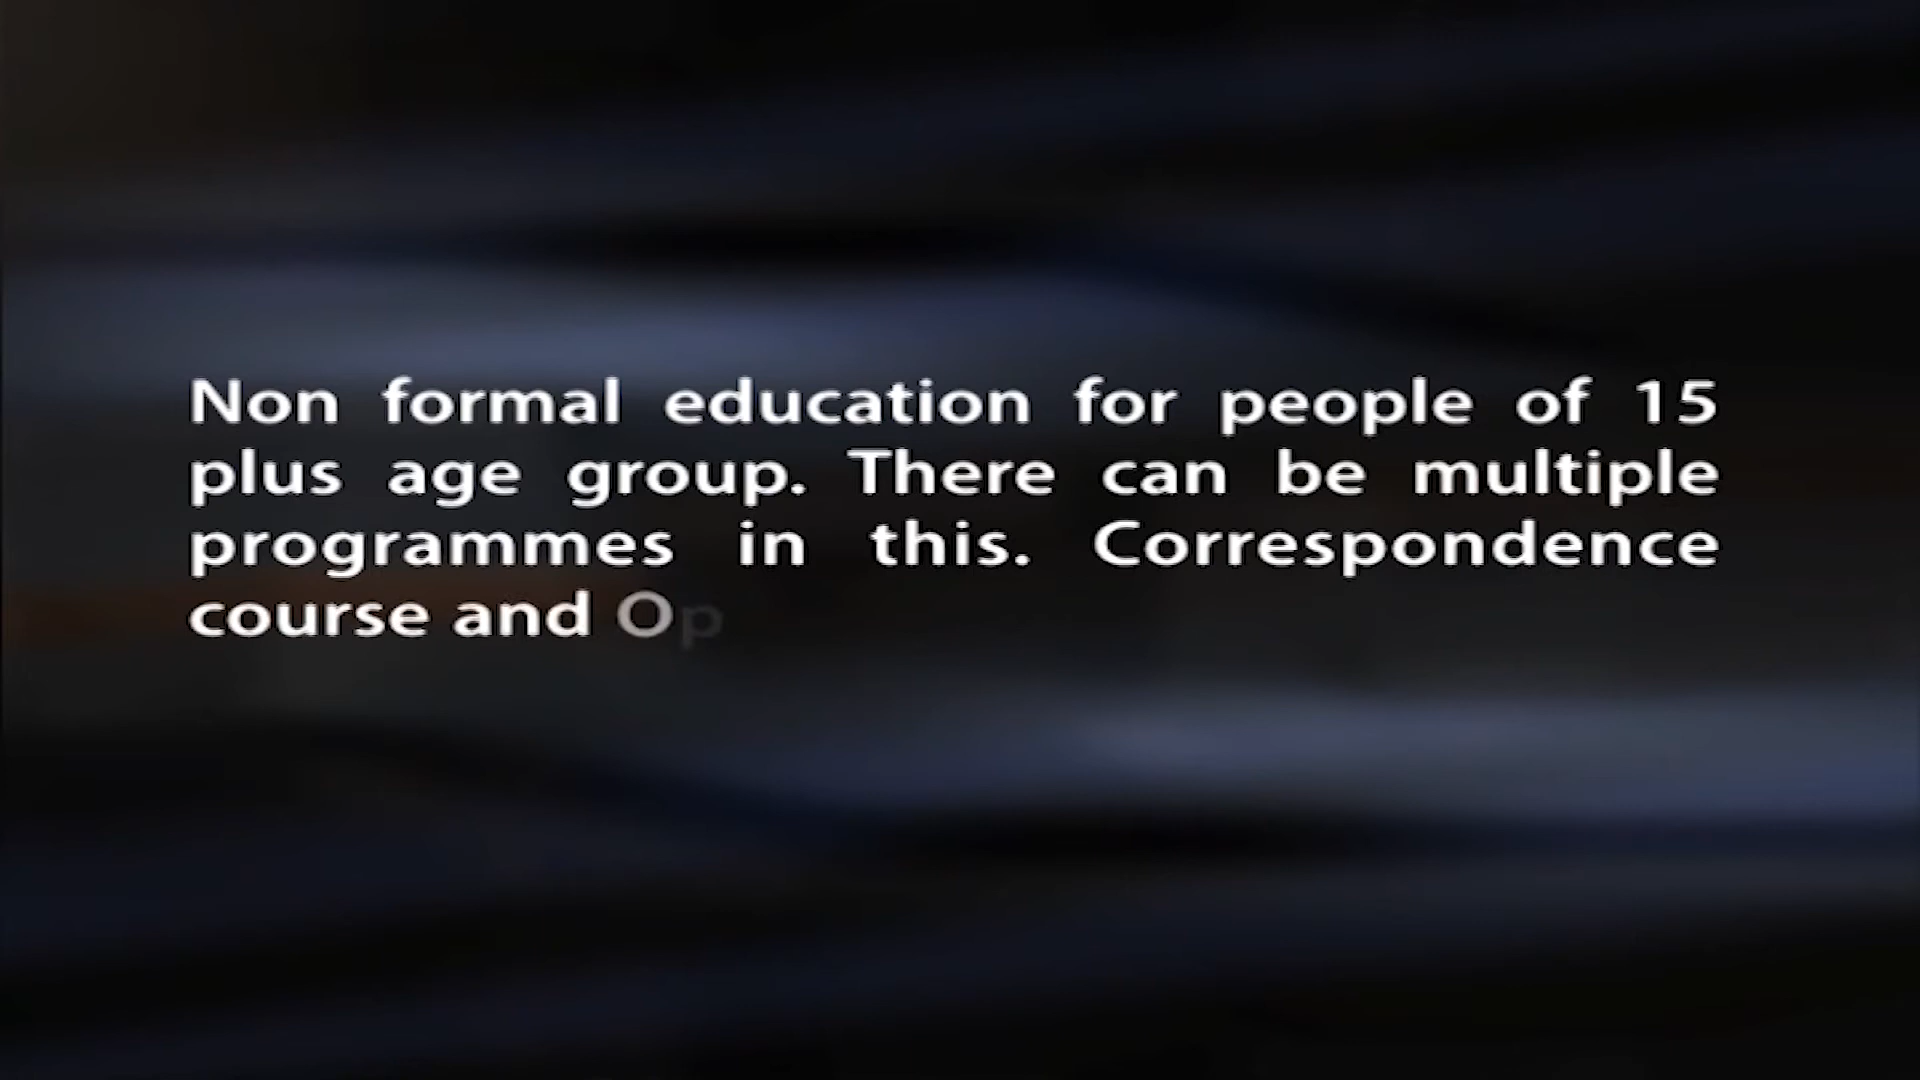 Non formal education for people of 15
plus age group. There can be multiple
programmes in this. Correspondence
course and Op